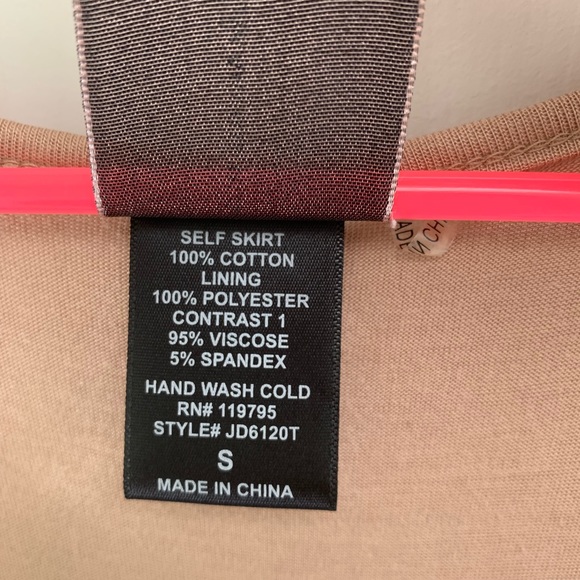 SELF SKIRT
100% COTTON
LINING
100% POLYESTER
CONTRAST 1
95% VISCOSE
5% SPANDEX
HAND WASH COLD
RN# 119795
STYLE# JD6120T
S
MADE IN CHINA